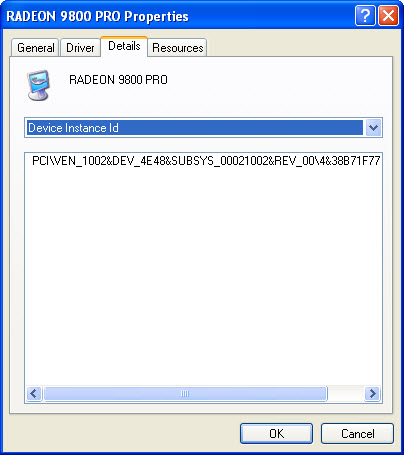 RADEON 9800 PRO Properties
General Driver Details Resources
RADEON 9800 PRO
Device Instance Id
PCI\VEN_1002&DEV_4E48&SUBSYS_00021002&REV_00\4&38B71F77
OK Cancel